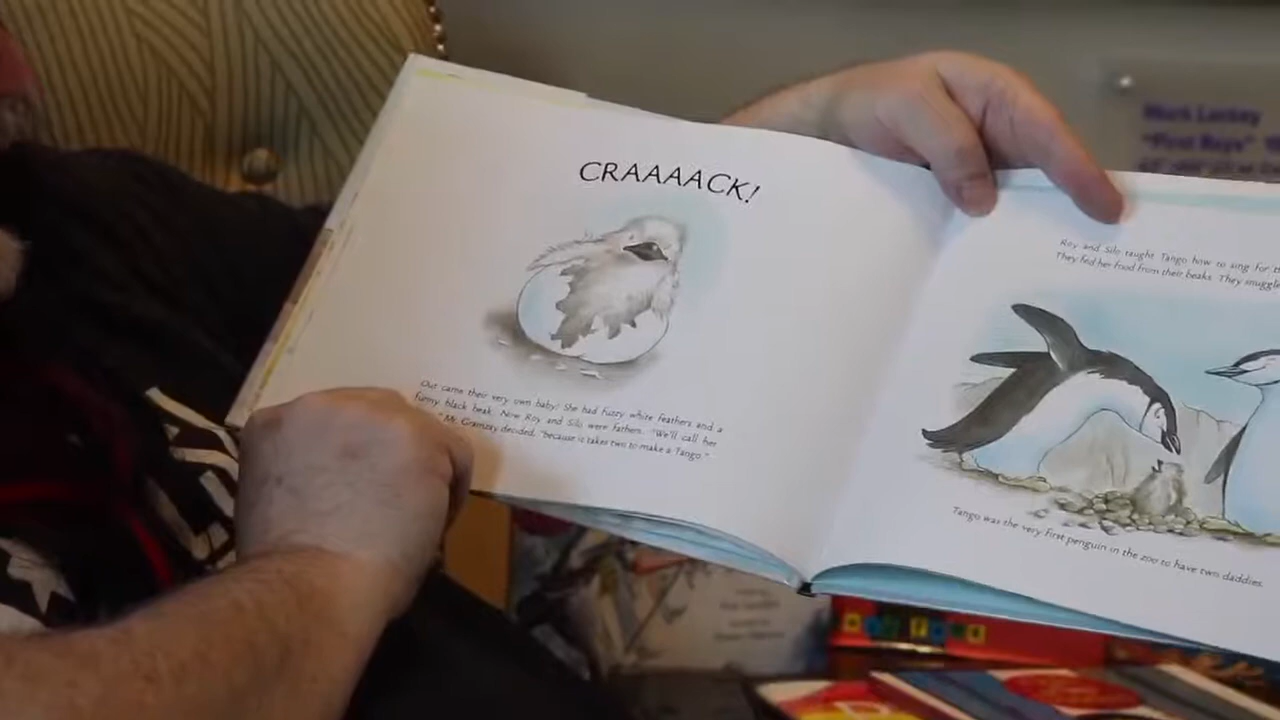 CRAAAACK!
Out came their very own baby! She had fuzzy white feathers and a
funny black beak. Now Roy and Silo were fathers. "We'll call her
" Mr. Gramzay decided, "because it takes two to make a Tango."
Roy and Silo taught Tango how to sing for
They fed her food from their beaks. They snuggle
Tango was the very first penguin in the zoo to have two daddies.
Mark Leckey